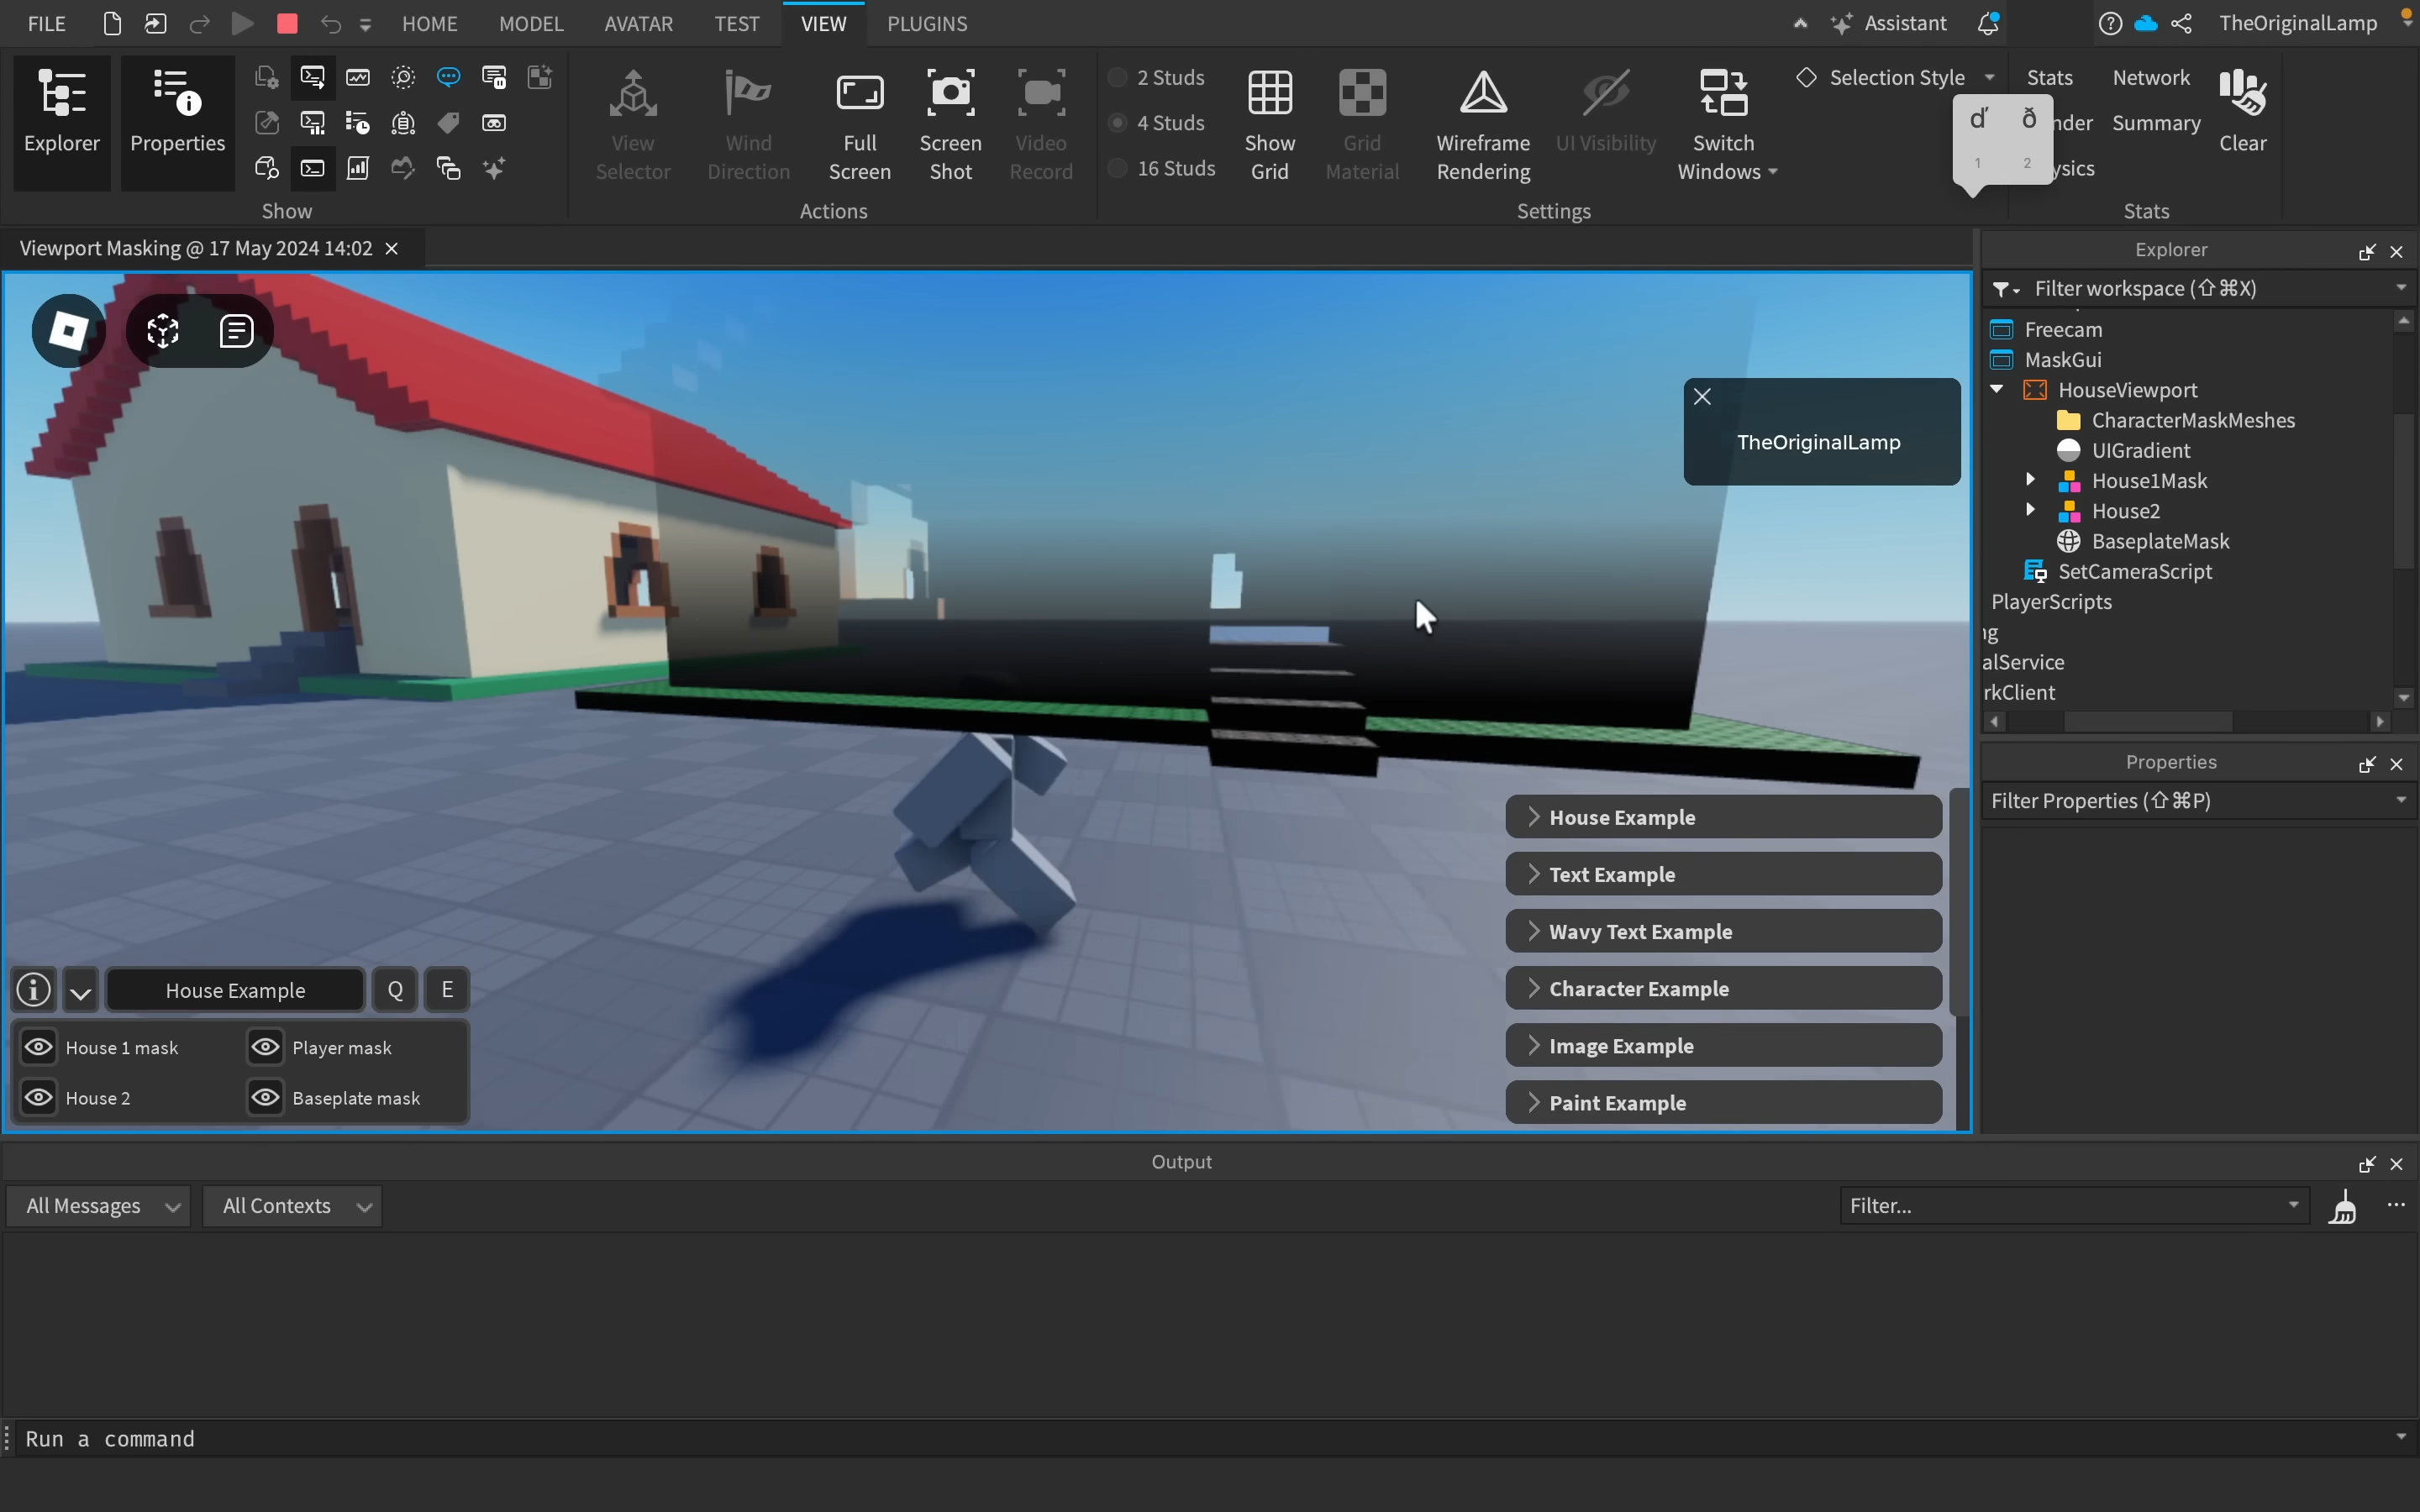 FILE
HOME
MODEL
AVATAR
TEST
VIEW
PLUGINS
Assistant
TheOriginalLamp
Explorer
Properties
Show
View
Selector
Wind
Direction
Full
Screen
Screen
Shot
Video
Record
Actions
2 Studs
4 Studs
16 Studs
Show
Grid
Grid
Material
Wireframe
Rendering
UI Visibility
Switch
Windows
Selection Style
Settings
Stats
Network
nder
Summary
ysics
Clear
Stats
ď ð
1 2
Viewport Masking @ 17 May 2024 14:02
TheOriginalLamp
House Example
Text Example
Wavy Text Example
Character Example
Image Example
Paint Example
House Example
Q
E
House 1 mask
Player mask
House 2
Baseplate mask
Explorer
Filter workspace (⇧⌘X)
Freecam
MaskGui
HouseViewport
CharacterMaskMeshes
UIGradient
House1Mask
House2
BaseplateMask
SetCameraScript
PlayerScripts
ng
alService
rkClient
Properties
Filter Properties (⇧⌘P)
Output
All Messages
All Contexts
Filter...
Run a command